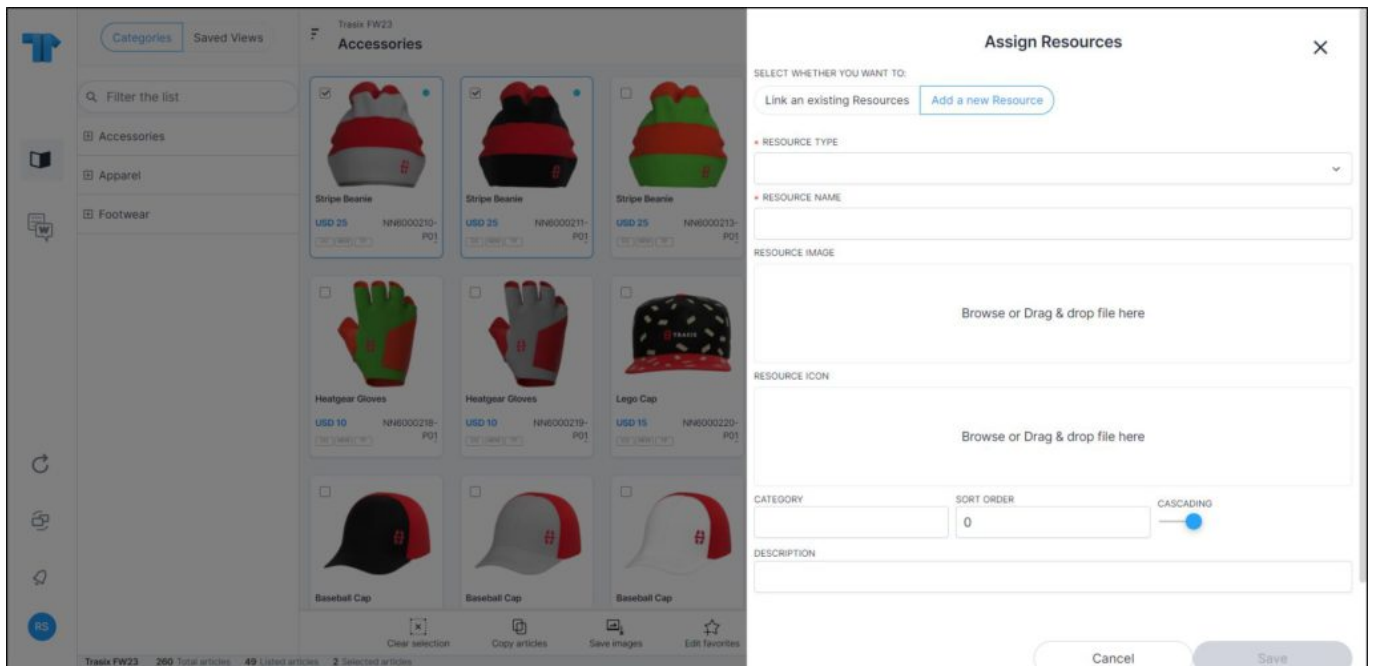 Categories
Saved Views
Filter the list
Accessories
Apparel
Footwear
RS
Trasix FW23
Accessories
Stripe Beanie
USD 25 NN6000210-
P01
Stripe Beanie
USD 25 NN6000211-
P01
Stripe Beanie
USD 25 NN6000213-
P01
Heatgear Gloves
USD 10 NN6000218-
P01
Heatgear Gloves
USD 10 NN6000219-
P01
TRASIX
Lego Cap
USD 15 NN6000220-
P01
Baseball Cap
Baseball Cap
Baseball Cap
Clear selection
Copy articles
Save images
Edit favorites
Trasix FW23 260 Total articles 49 Listed articles 2 Selected articles
Assign Resources
SELECT WHETHER YOU WANT TO:
Link an existing Resources
Add a new Resource
* RESOURCE TYPE
* RESOURCE NAME
RESOURCE IMAGE
Browse or Drag & drop file here
RESOURCE ICON
Browse or Drag & drop file here
CATEGORY
SORT ORDER
CASCADING
0
DESCRIPTION
Cancel
Save